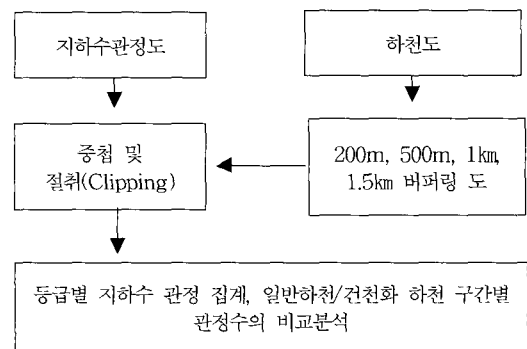 지하수관정도
하천도
중첩 및
절취(Clipping)
200m, 500m, 1㎞,
1.5km 버퍼링 도
등급별 지하수 관정 집계, 일반하천/건천화 하천 구간별
관정수의 비교분석